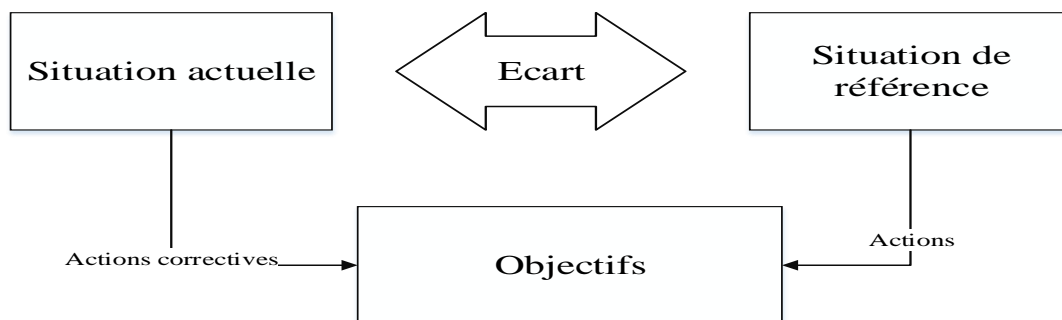 Situation actuelle
Ecart
Situation de
référence
Actions correctives
Objectifs
Actions